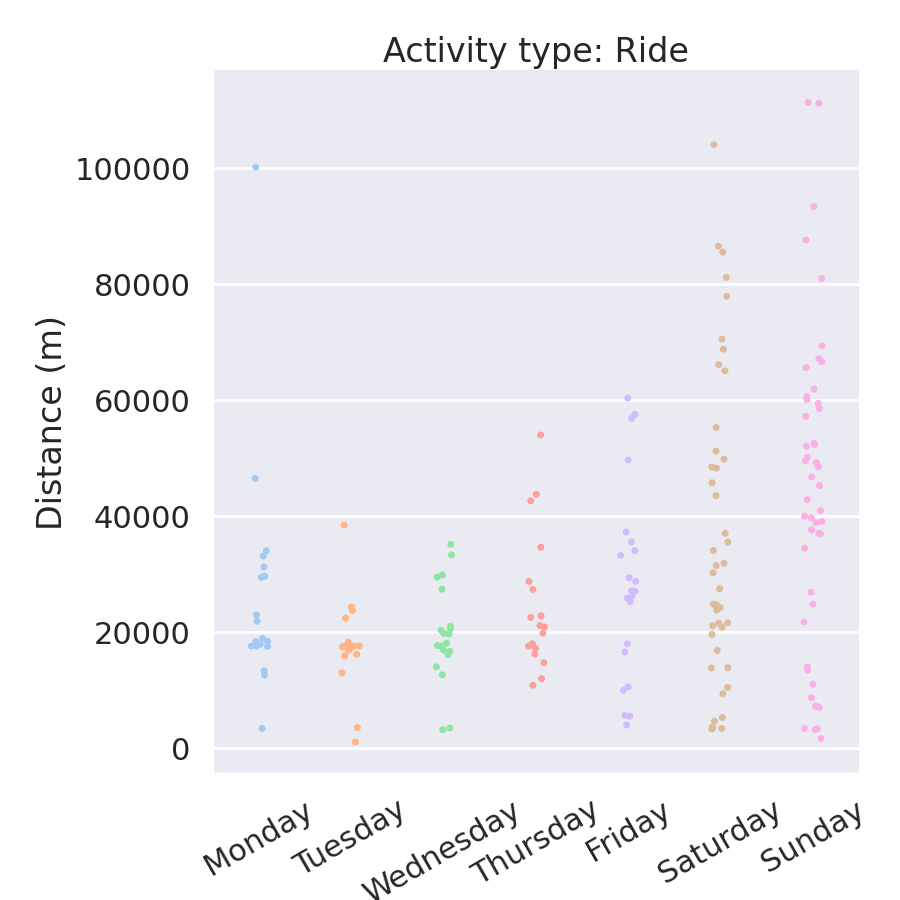 Activity type: Ride
Distance (m)
100000
80000
60000
40000
20000
0
Monday
Tuesday
Wednesday
Thursday
Friday
Saturday
Sunday